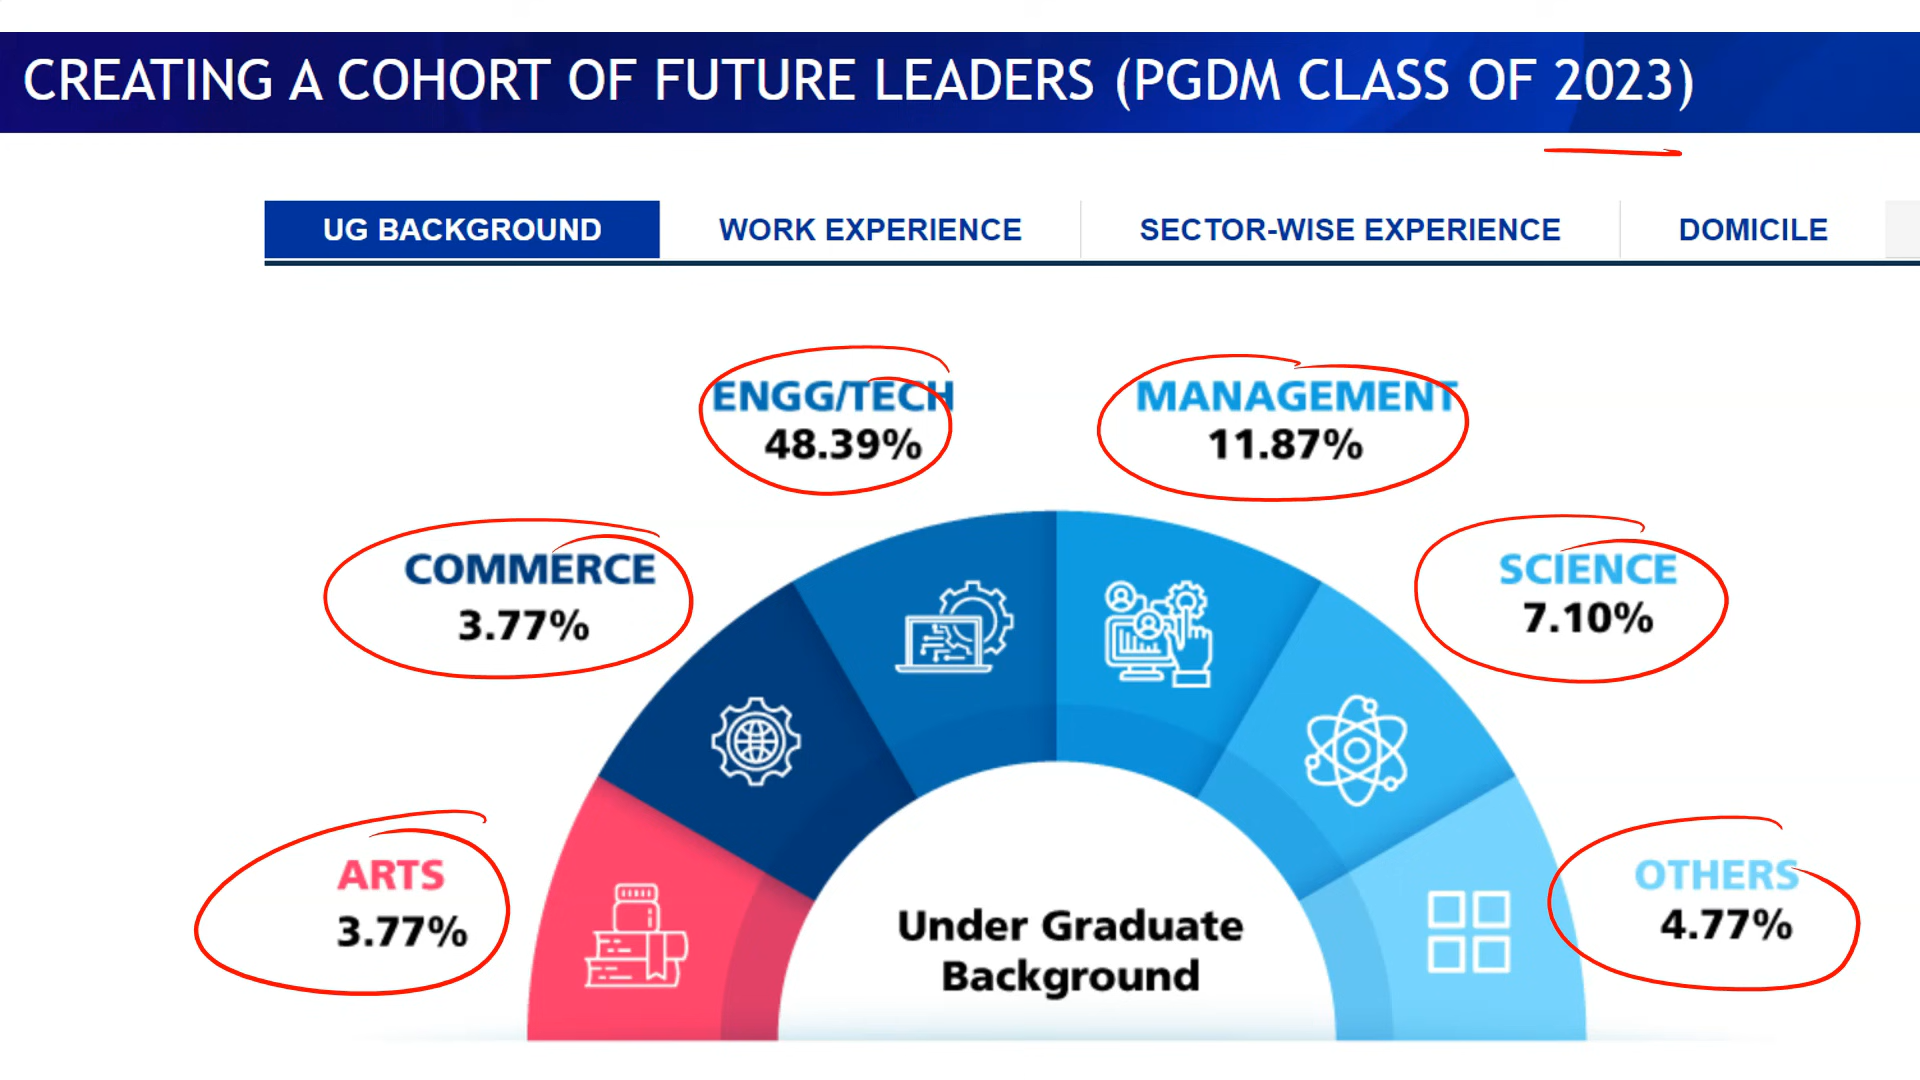 CREATING A COHORT OF FUTURE LEADERS (PGDM CLASS OF 2023)
UG BACKGROUND
WORK EXPERIENCE
SECTOR-WISE EXPERIENCE
DOMICILE
ENGG/TECH
48.39%
MANAGEMENT
11.87%
COMMERCE
3.77%
SCIENCE
7.10%
ARTS
3.77%
OTHERS
4.77%
Under Graduate
Background